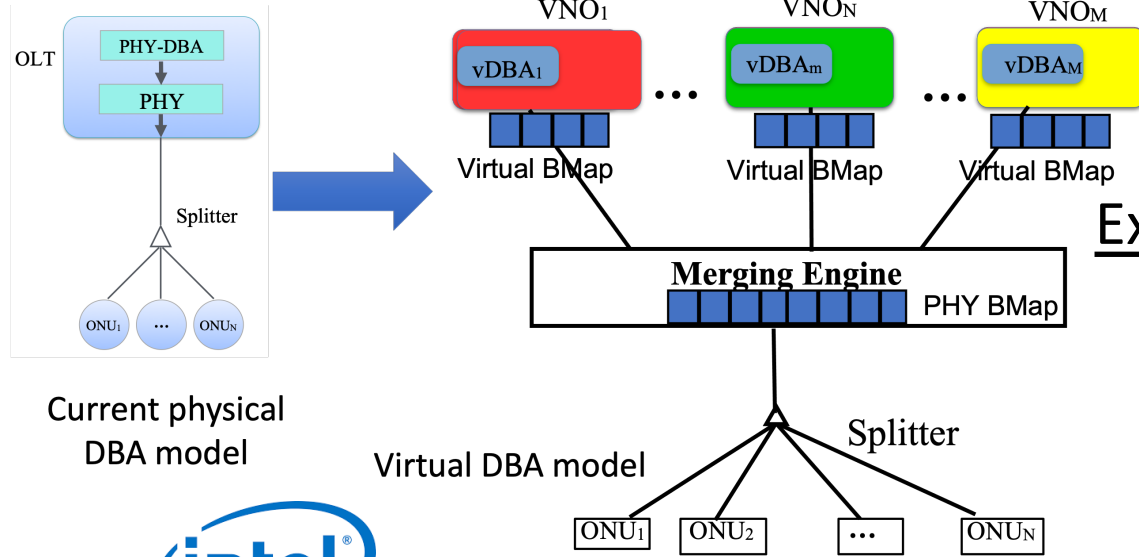 OLT
PHY-DBA
PHY
Splitter
ONU1
...
ONUN
Current physical
DBA model
VNO1
VNON
VNOM
vDBA1
vDBAm
vDBAM
...
...
Virtual BMap
Virtual BMap
Virtual BMap
Merging Engine
PHY BMap
Splitter
Virtual DBA model
ONU1
ONU2
...
ONUN
intel®